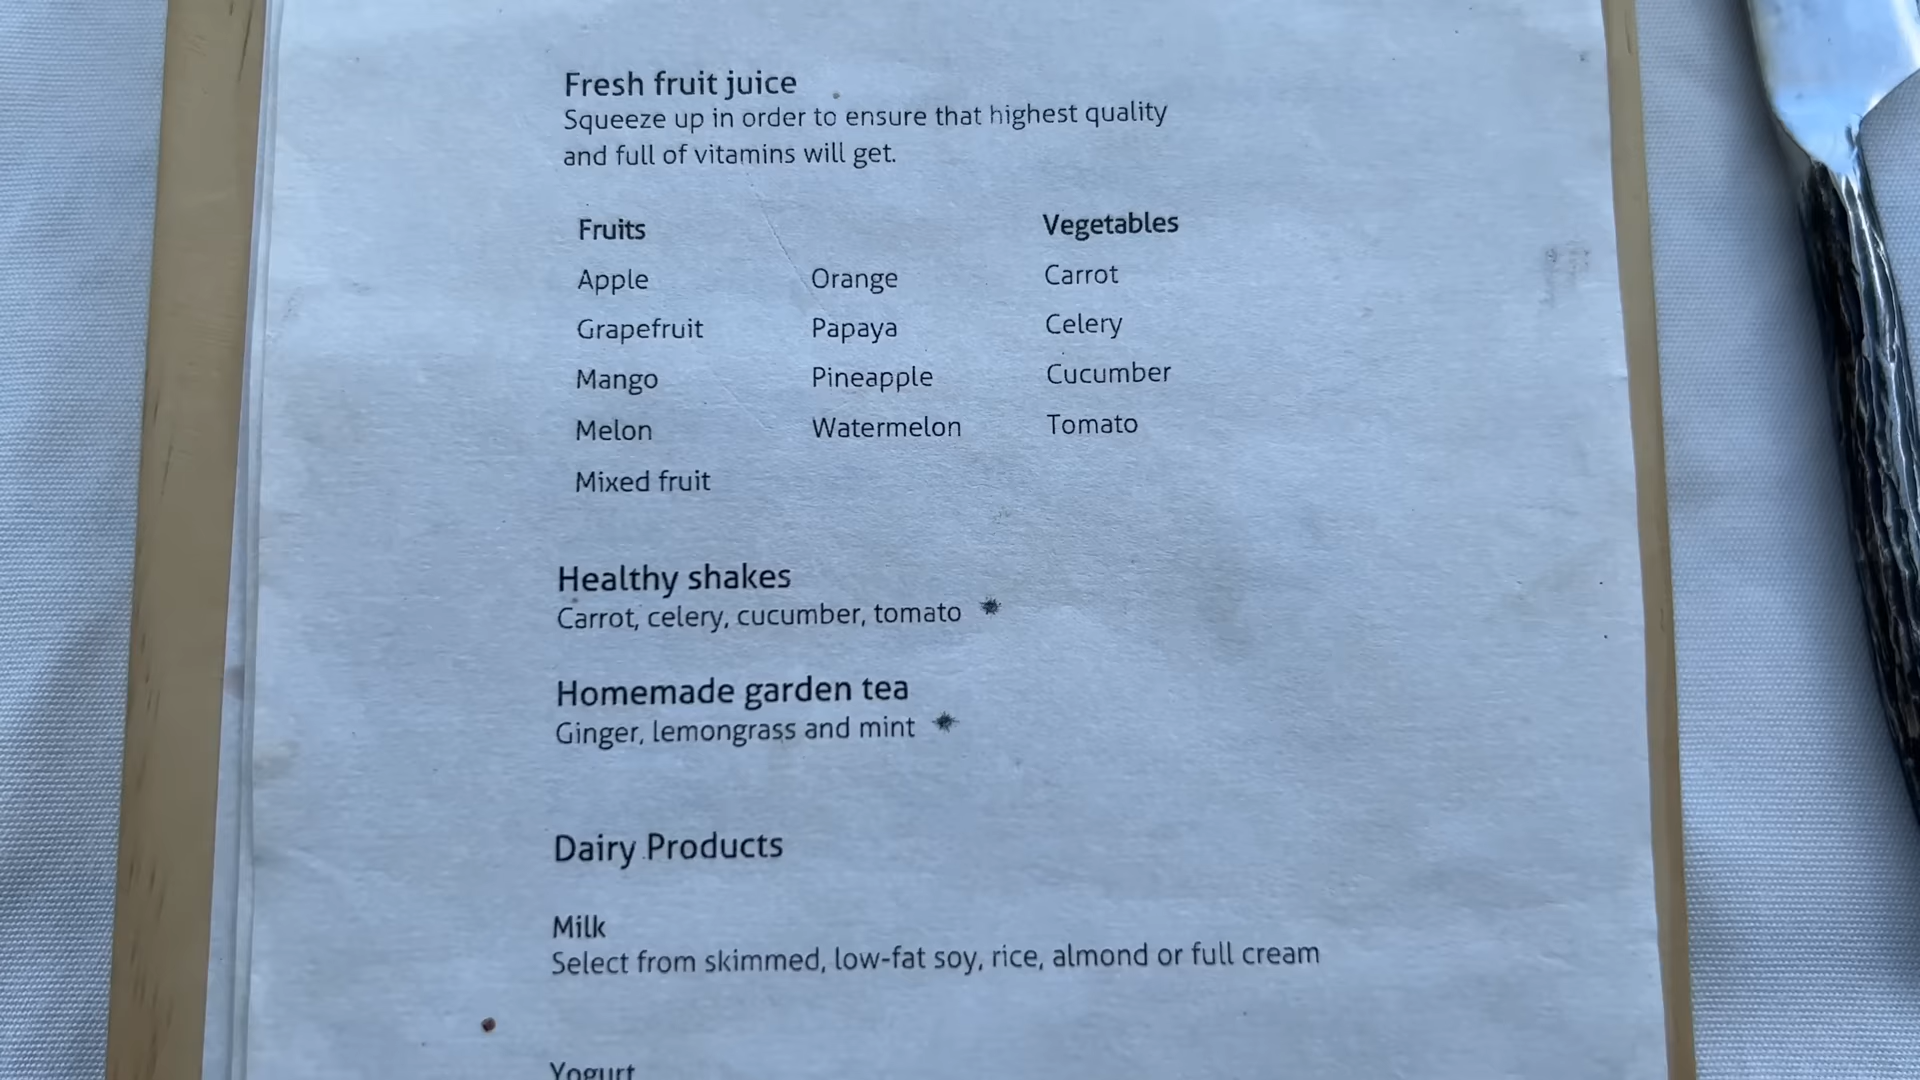 Fresh fruit juice
Squeeze up in order to ensure that highest quality
and full of vitamins will get.
Fruits Vegetables
Apple Orange Carrot
Grapefruit Papaya Celery
Mango Pineapple Cucumber
Melon Watermelon Tomato
Mixed fruit
Healthy shakes
Carrot, celery, cucumber, tomato
Homemade garden tea
Ginger, lemongrass and mint
Dairy Products
Milk
Select from skimmed, low-fat soy, rice, almond or full cream
Yogurt